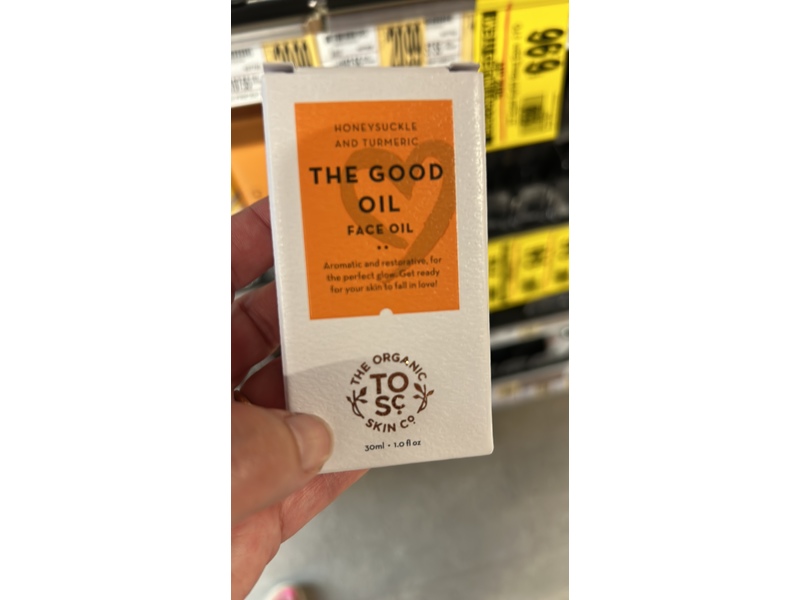 HONEYSUCKLE
AND TURMERIC
THE GOOD
OIL
FACE OIL
Aromatic and restorative, for
the perfect glow. Get ready
for your skin to fall in love!
THE ORGANIC
TO
SC
SKIN CO
30ml • 1.0 fl oz